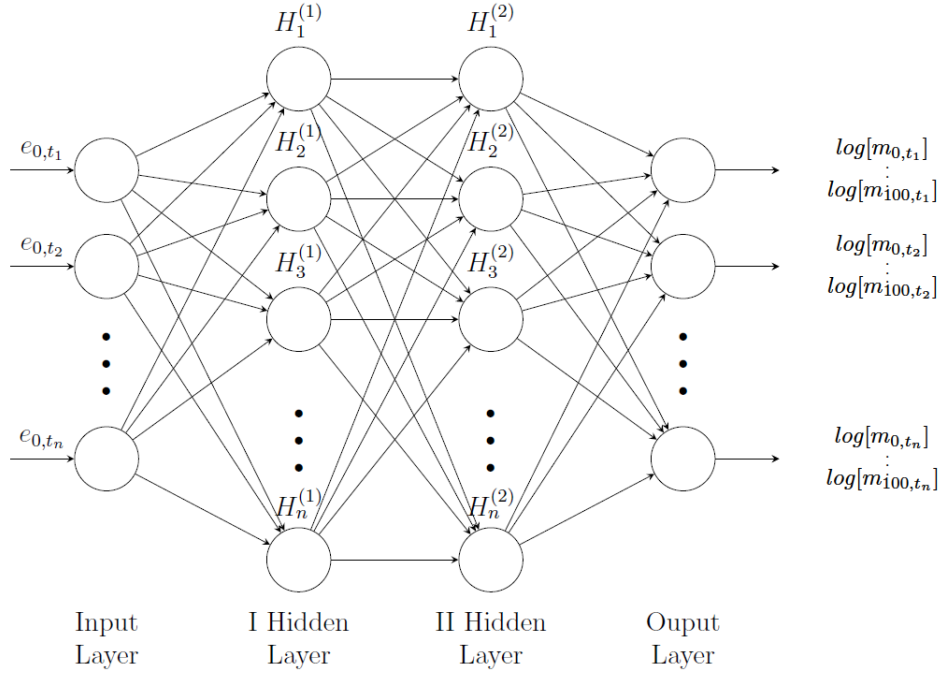 H_1^{(1)}
H_1^{(2)}
e_{0,t_1}
H_2^{(1)}
H_2^{(2)}
log[m_{0,t_1}]
⋮
log[m_{100,t_1}]
e_{0,t_2}
H_3^{(1)}
H_3^{(2)}
log[m_{0,t_2}]
⋮
log[m_{100,t_2}]
e_{0,t_n}
H_n^{(1)}
H_n^{(2)}
log[m_{0,t_n}]
⋮
log[m_{100,t_n}]
Input
Layer
I Hidden
Layer
II Hidden
Layer
Ouput
Layer